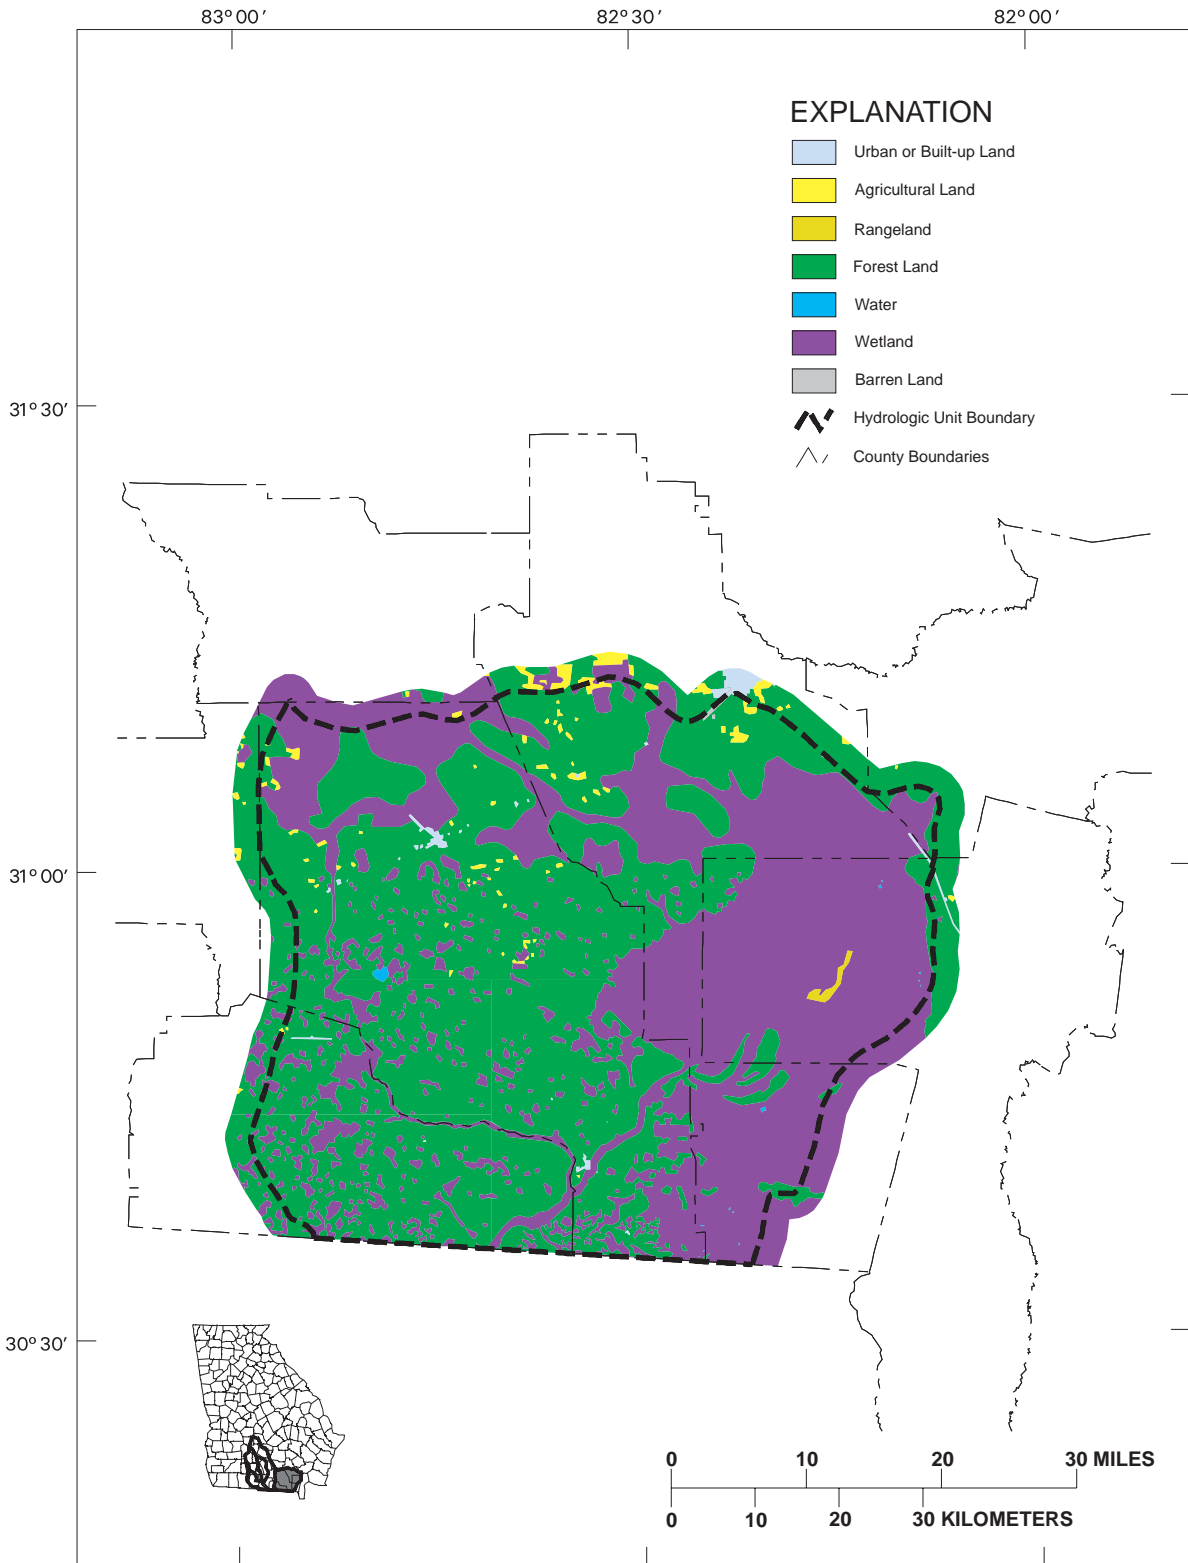 83° 00′ 82° 30′ 82° 00′
EXPLANATION
Urban or Built-up Land
Agricultural Land
Rangeland
Forest Land
Water
Wetland
Barren Land
Hydrologic Unit Boundary
County Boundaries
31° 30′
31° 00′
30° 30′
0 10 20 30 MILES
0 10 20 30 KILOMETERS